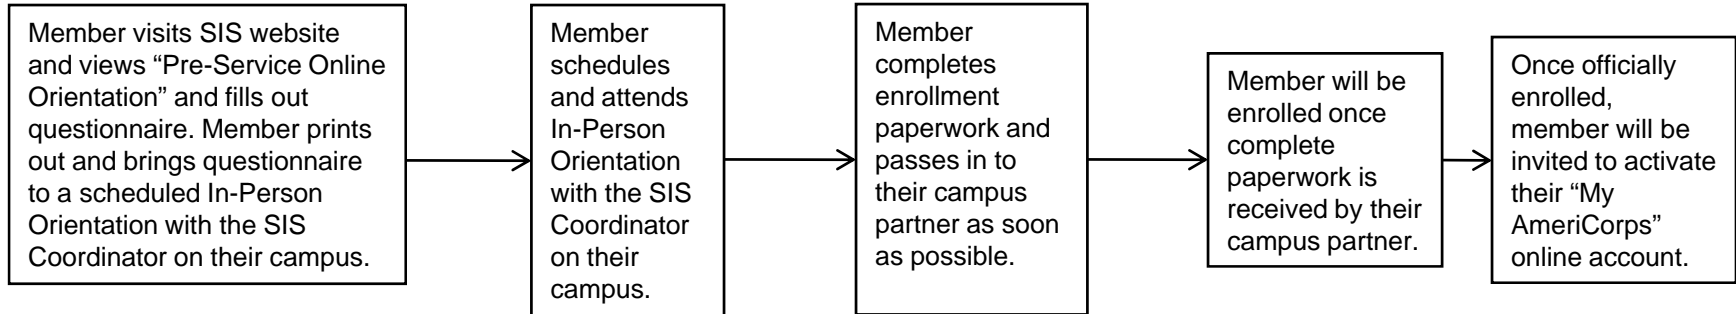 Member visits SIS website
and views “Pre-Service Online
Orientation” and fills out
questionnaire. Member prints
out and brings questionnaire
to a scheduled In-Person
Orientation with the SIS
Coordinator on their campus.
Member
schedules
and attends
In-Person
Orientation
with the SIS
Coordinator
on their
campus.
Member
completes
enrollment
paperwork and
passes in to
their campus
partner as soon
as possible.
Member will be
enrolled once
complete
paperwork is
received by their
campus partner.
Once officially
enrolled,
member will be
invited to activate
their “My
AmeriCorps”
online account.